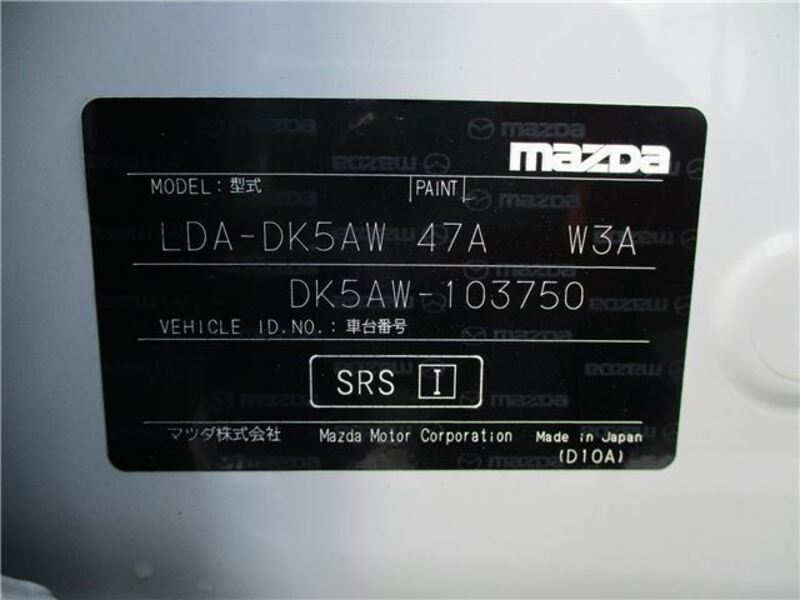 mazda
MODEL:型式 PAINT
LDA-DK5AW 47A W3A
DK5AW-103750
VEHICLE ID.NO.:車台番号
SRS I
マツダ株式会社 Mazda Motor Corporation Made in Japan
(D10A)